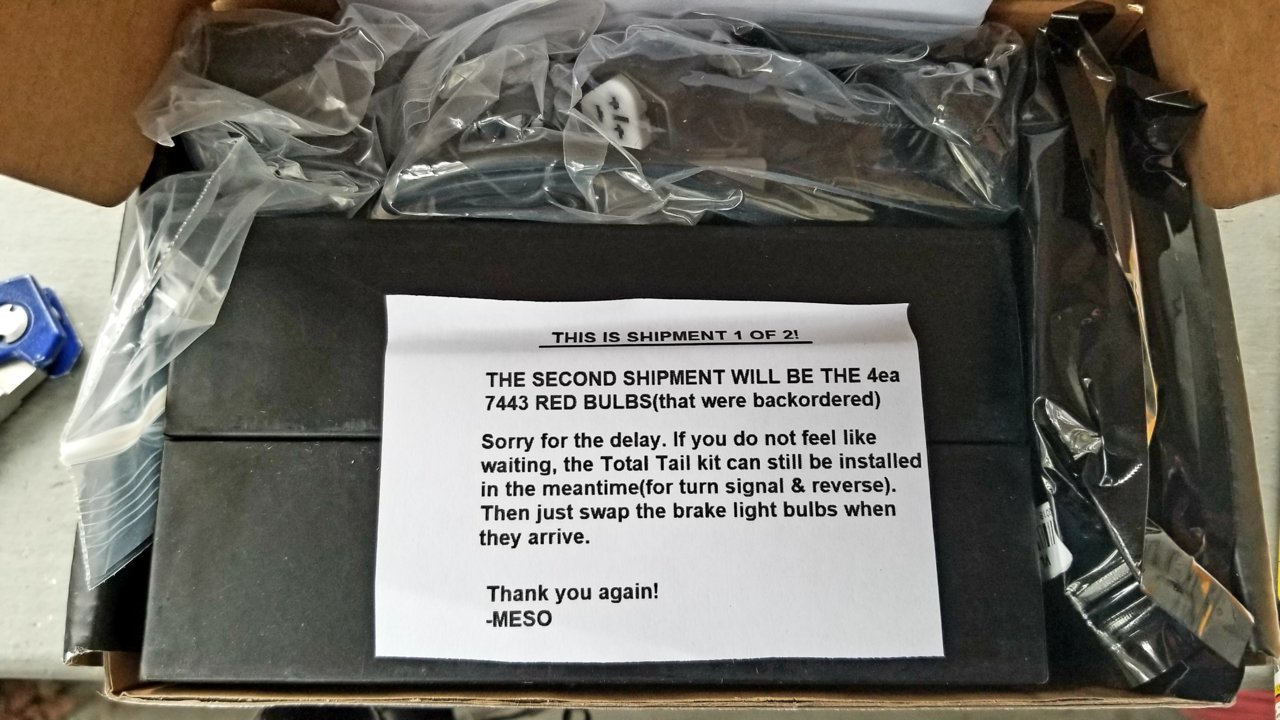 THIS IS SHIPMENT 1 OF 2!
THE SECOND SHIPMENT WILL BE THE 4ea
7443 RED BULBS(that were backordered)
Sorry for the delay. If you do not feel like
waiting, the Total Tail kit can still be installed
in the meantime(for turn signal & reverse).
Then just swap the brake light bulbs when
they arrive.
Thank you again!
-MESO